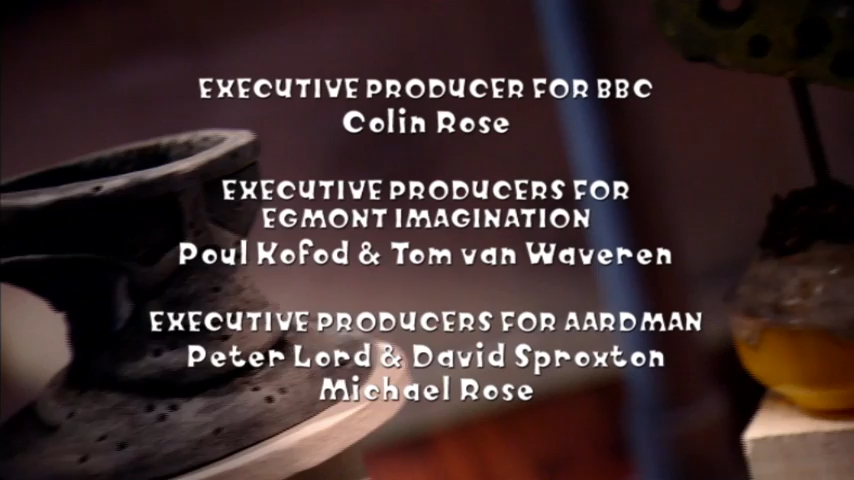 EXECUTIVE PRODUCER FOR BBC
Colin Rose
EXECUTIVE PRODUCERS FOR
EGMONT IMAGINATION
Poul Kofod & Tom van Waveren
EXECUTIVE PRODUCERS FOR AARDMAN
Peter Lord & David Sproxton
Michael Rose